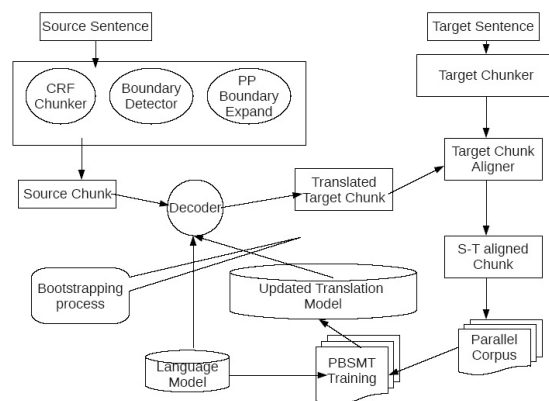 Source Sentence
Target Sentence
CRF
Chunker
Boundary
Detector
PP
Boundary
Expand
Target Chunker
Source Chunk
Decoder
Translated
Target Chunk
Target Chunk
Aligner
S-T aligned
Chunk
Bootstrapping
process
Updated Translation
Model
Language
Model
PBSMT
Training
Parallel
Corpus